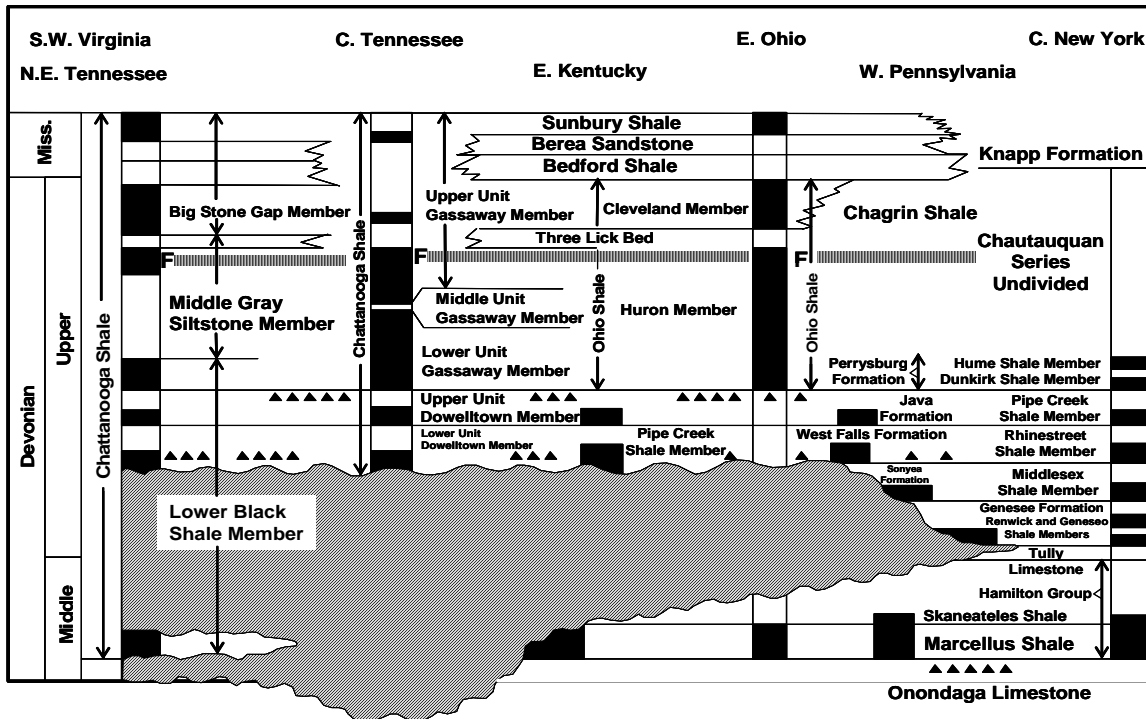 S.W. Virginia
C. Tennessee
E. Ohio
C. New York
N.E. Tennessee
E. Kentucky
W. Pennsylvania
Miss.
Devonian
Upper
Middle
Chattanooga Shale
Big Stone Gap Member
F
Middle Gray
Siltstone Member
Lower Black
Shale Member
Chattanooga Shale
Upper Unit
Gassaway Member
F
Middle Unit
Gassaway Member
Lower Unit
Gassaway Member
Upper Unit
Dowelltown Member
Lower Unit
Dowelltown Member
Sunbury Shale
Berea Sandstone
Bedford Shale
Cleveland Member
Three Lick Bed
Ohio Shale
Huron Member
Pipe Creek
Shale Member
Ohio Shale
F
Knapp Formation
Chagrin Shale
Chautauquan
Series
Undivided
Perrysburg
Formation
Hume Shale Member
Dunkirk Shale Member
Java
Formation
Pipe Creek
Shale Member
West Falls Formation
Rhinestreet
Shale Member
Sonyea
Formation
Middlesex
Shale Member
Genesee Formation
Renwick and Geneseo
Shale Members
Tully
Limestone
Hamilton Group
Skaneateles Shale
Marcellus Shale
Onondaga Limestone